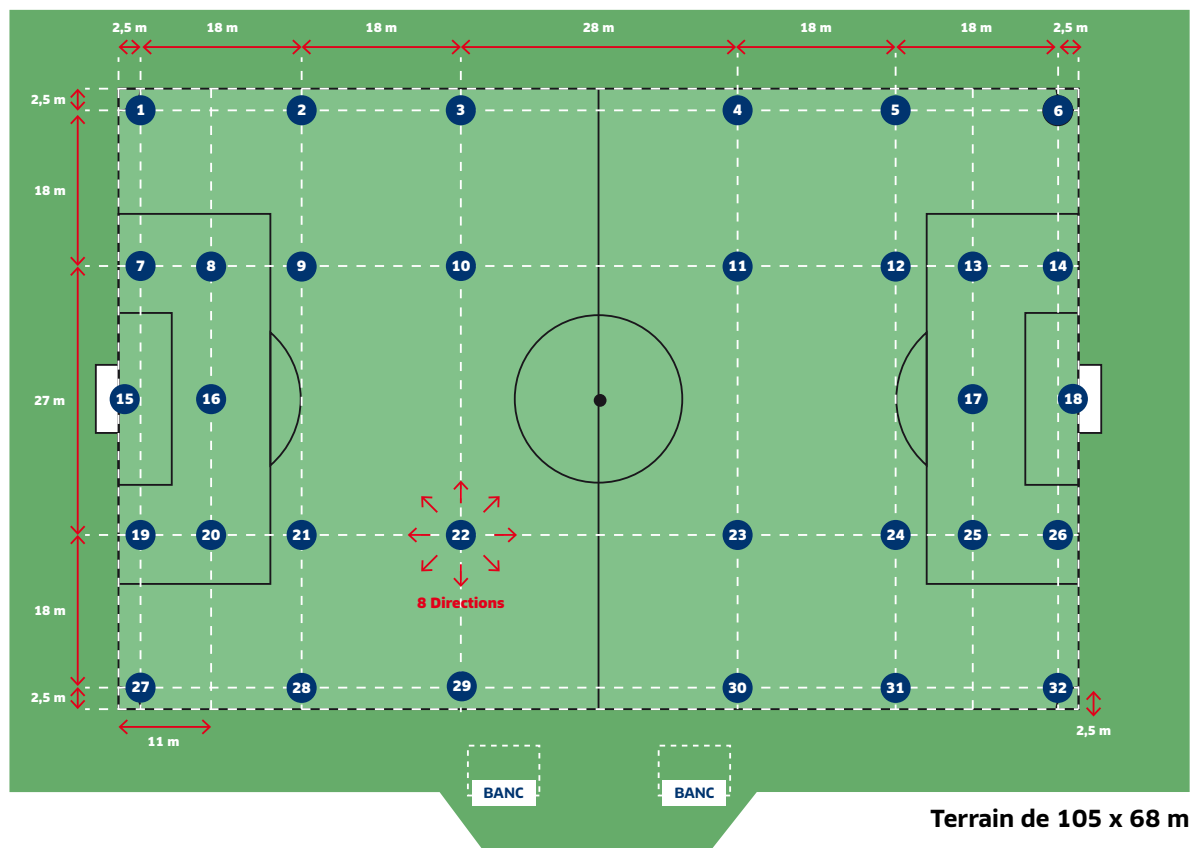 2,5 m 18 m 18 m 28 m 18 m 18 m 2,5 m
2,5 m
1 2 3 4 5 6
18 m
7 8 9 10 11 12 13 14
27 m
15 16 17 18
19 20 21 22 23 24 25 26
8 Directions
18 m
27 28 29 30 31 32
2,5 m
11 m
2,5 m
BANC BANC
Terrain de 105 x 68 m